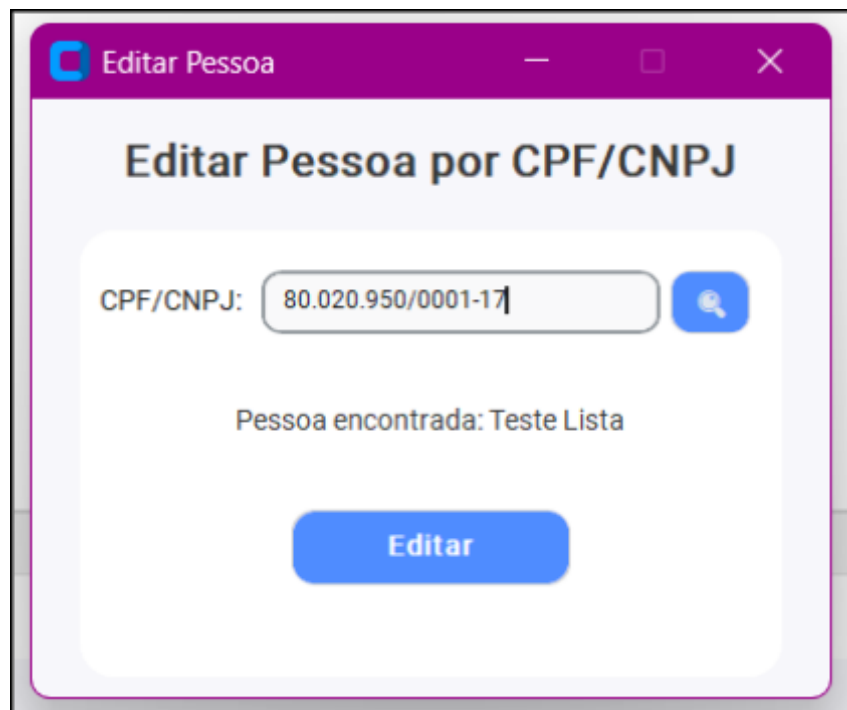 Editar Pessoa
Editar Pessoa por CPF/CNPJ
CPF/CNPJ: 80.020.950/0001-17
Pessoa encontrada: Teste Lista
Editar